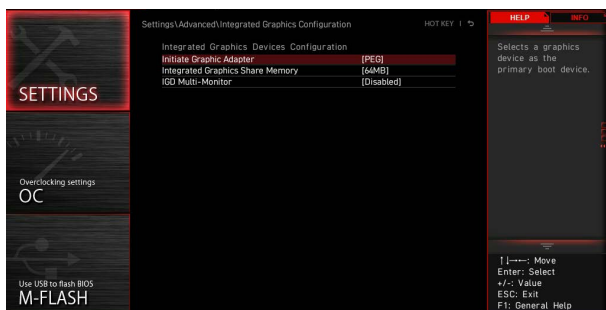 Settings\Advanced\Integrated Graphics Configuration
HOT KEY | ⮌
Integrated Graphics Devices Configuration
Initiate Graphic Adapter [PEG]
Integrated Graphics Share Memory [64MB]
IGD Multi-Monitor [Disabled]
SETTINGS
Overclocking settings
OC
Use USB to flash BIOS
M-FLASH
HELP
INFO
Selects a graphics
device as the
primary boot device.
↑↓→←: Move
Enter: Select
+/-: Value
ESC: Exit
F1: General Help